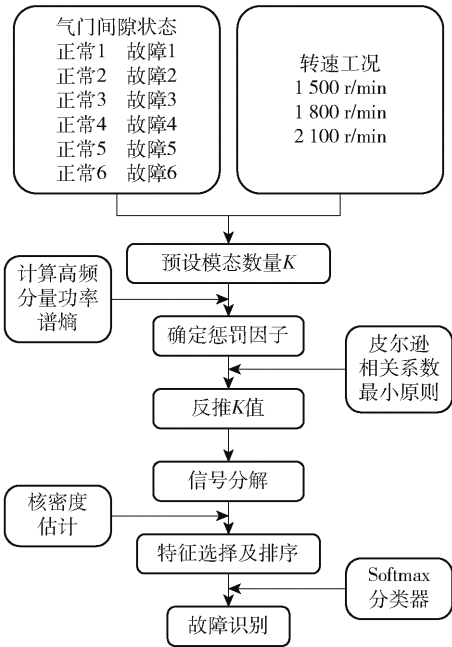 气门间隙状态
正常1 故障1
正常2 故障2
正常3 故障3
正常4 故障4
正常5 故障5
正常6 故障6
转速工况
1 500 r/min
1 800 r/min
2 100 r/min
预设模态数量K
计算高频
分量功率
谱熵
确定惩罚因子
皮尔逊
相关系数
最小原则
反推K值
信号分解
核密度
估计
特征选择及排序
Softmax
分类器
故障识别